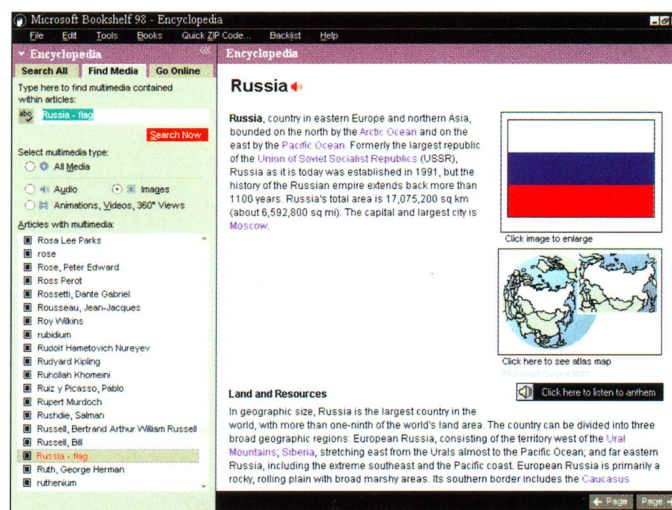 Microsoft Bookshelf 98 - Encyclopedia
File Edit Tools Books Quick ZIP Code... Backlist Help
Encyclopedia
Search All Find Media Go Online
Type here to find multimedia contained
within articles:
abc Russia - flag
Search Now
Select multimedia type:
All Media
Audio Images
Animations, Videos, 360° Views
Articles with multimedia:
Rosa Lee Parks
rose
Rose, Peter Edward
Ross Perot
Rossetti, Dante Gabriel
Rousseau, Jean-Jacques
Roy Wilkins
rubidium
Rudolf Hametovich Nureyev
Rudyard Kipling
Ruhollah Khomeini
Ruiz y Picasso, Pablo
Rupert Murdoch
Rushdie, Salman
Russell, Bertrand Arthur William Russell
Russell, Bill
Russia - flag
Ruth, George Herman
ruthenium
Encyclopedia
Russia
Russia, country in eastern Europe and northern Asia,
bounded on the north by the Arctic Ocean and on the
east by the Pacific Ocean. Formerly the largest republic
of the Union of Soviet Socialist Republics (USSR),
Russia as it is today was established in 1991, but the
history of the Russian empire extends back more than
1100 years. Russia's total area is 17,075,200 sq km
(about 6,592,800 sq mi). The capital and largest city is
Moscow.
Click image to enlarge
Click here to see atlas map
Click here to listen to anthem
Land and Resources
In geographic size, Russia is the largest country in the
world, with more than one-ninth of the world's land area. The country can be divided into three
broad geographic regions. European Russia, consisting of the territory west of the Ural
Mountains; Siberia, stretching east from the Urals almost to the Pacific Ocean; and far eastern
Russia, including the extreme southeast and the Pacific coast. European Russia is primarily a
rocky, rolling plain with broad marshy areas. Its southern border includes the Caucasus
Page Page